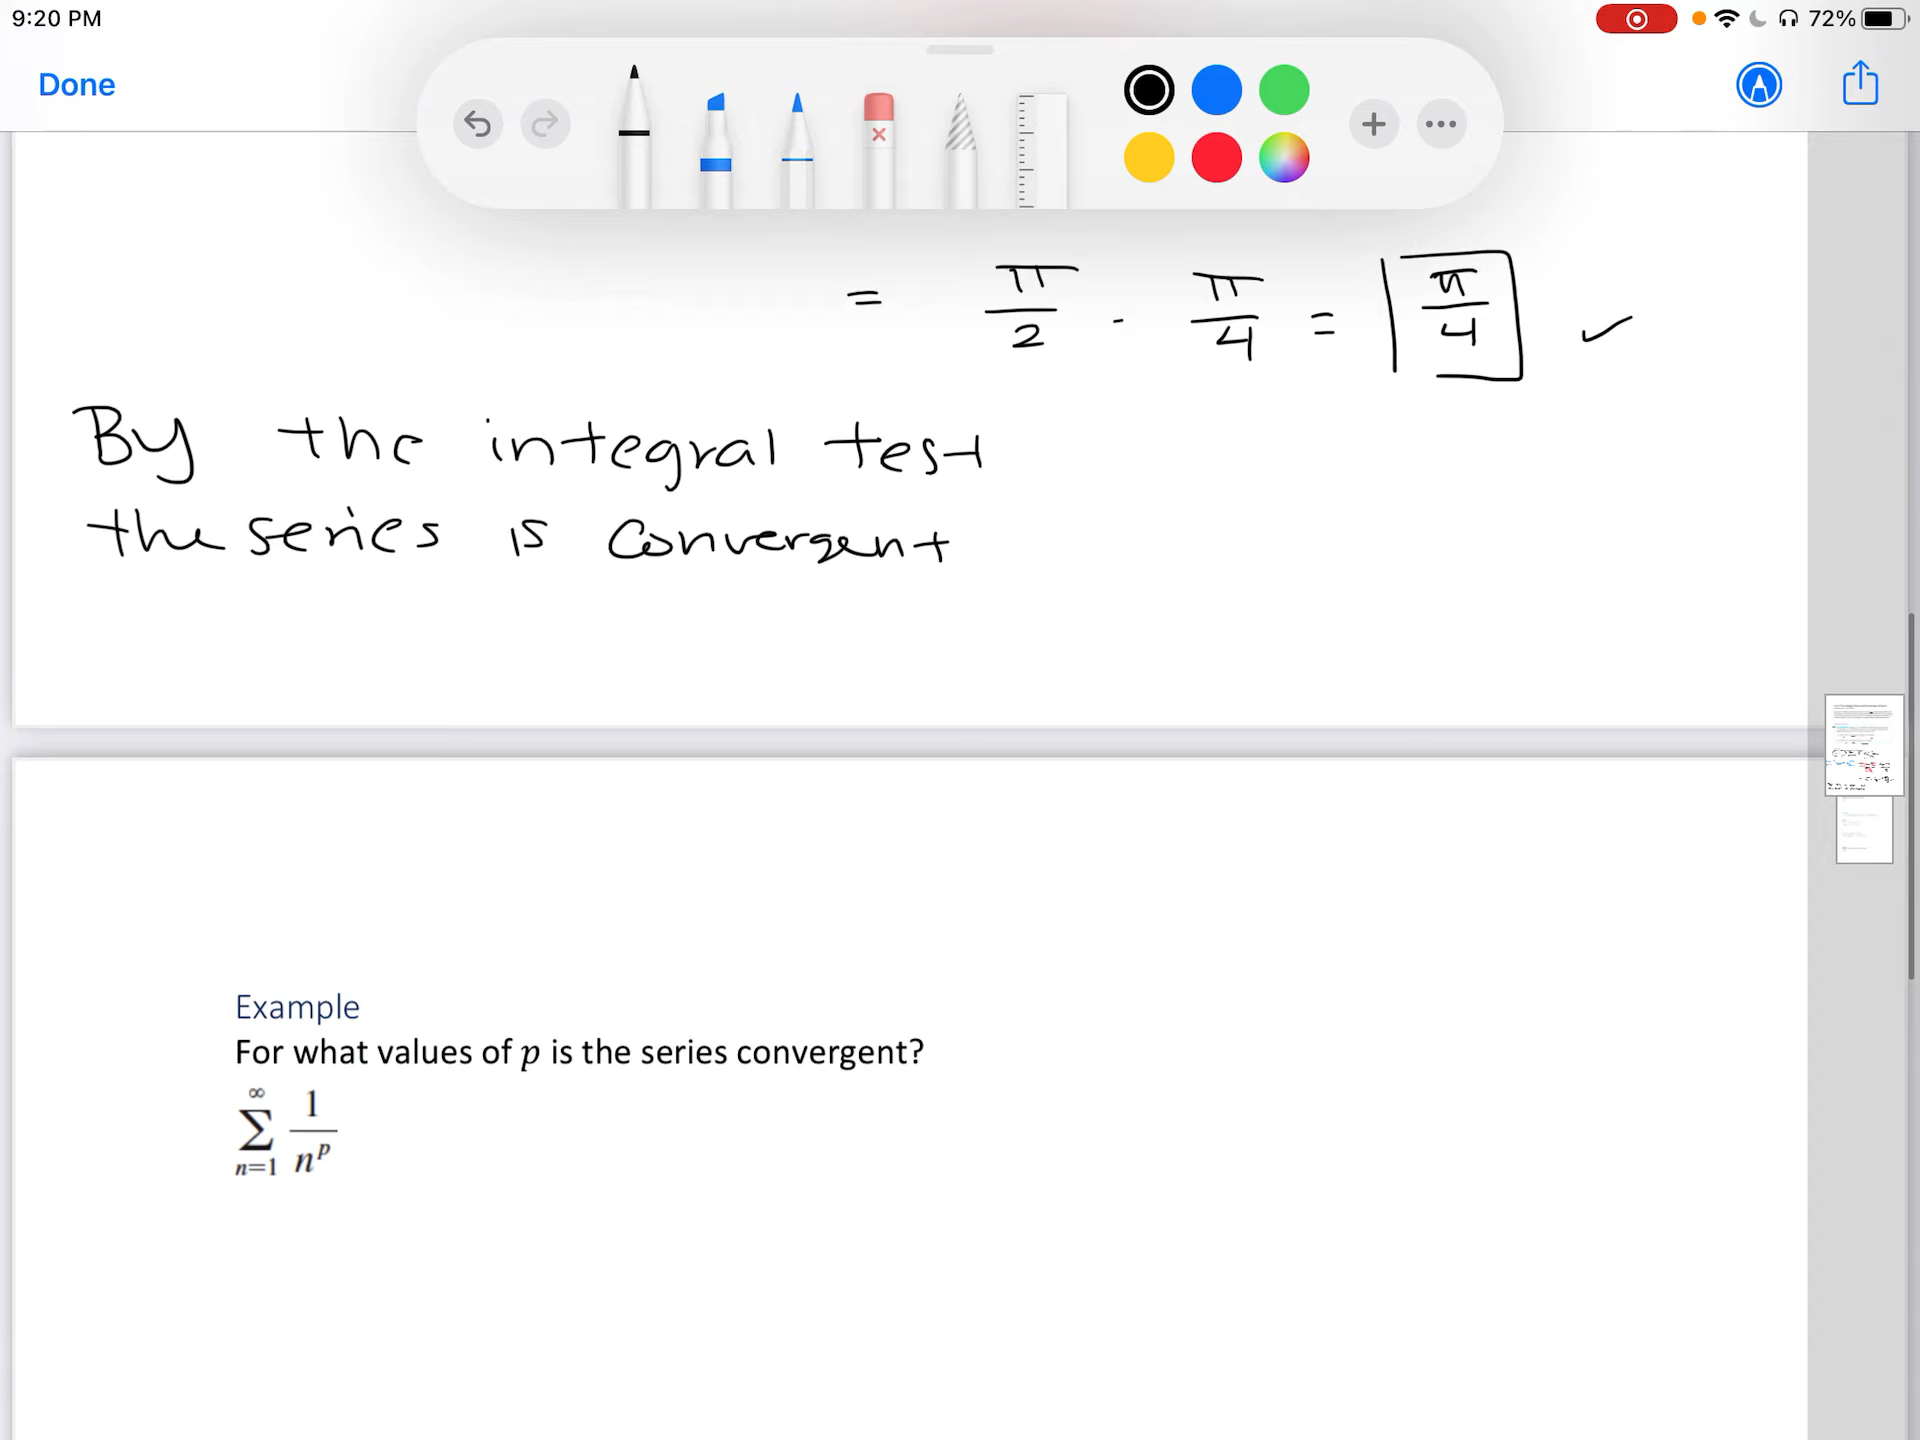 9:20 PM
72%
Done
= π/2 - π/4 = π/4 ✓
By the integral test
the series is convergent
Example
For what values of p is the series convergent?
∞
∑ 1/n^p
n=1